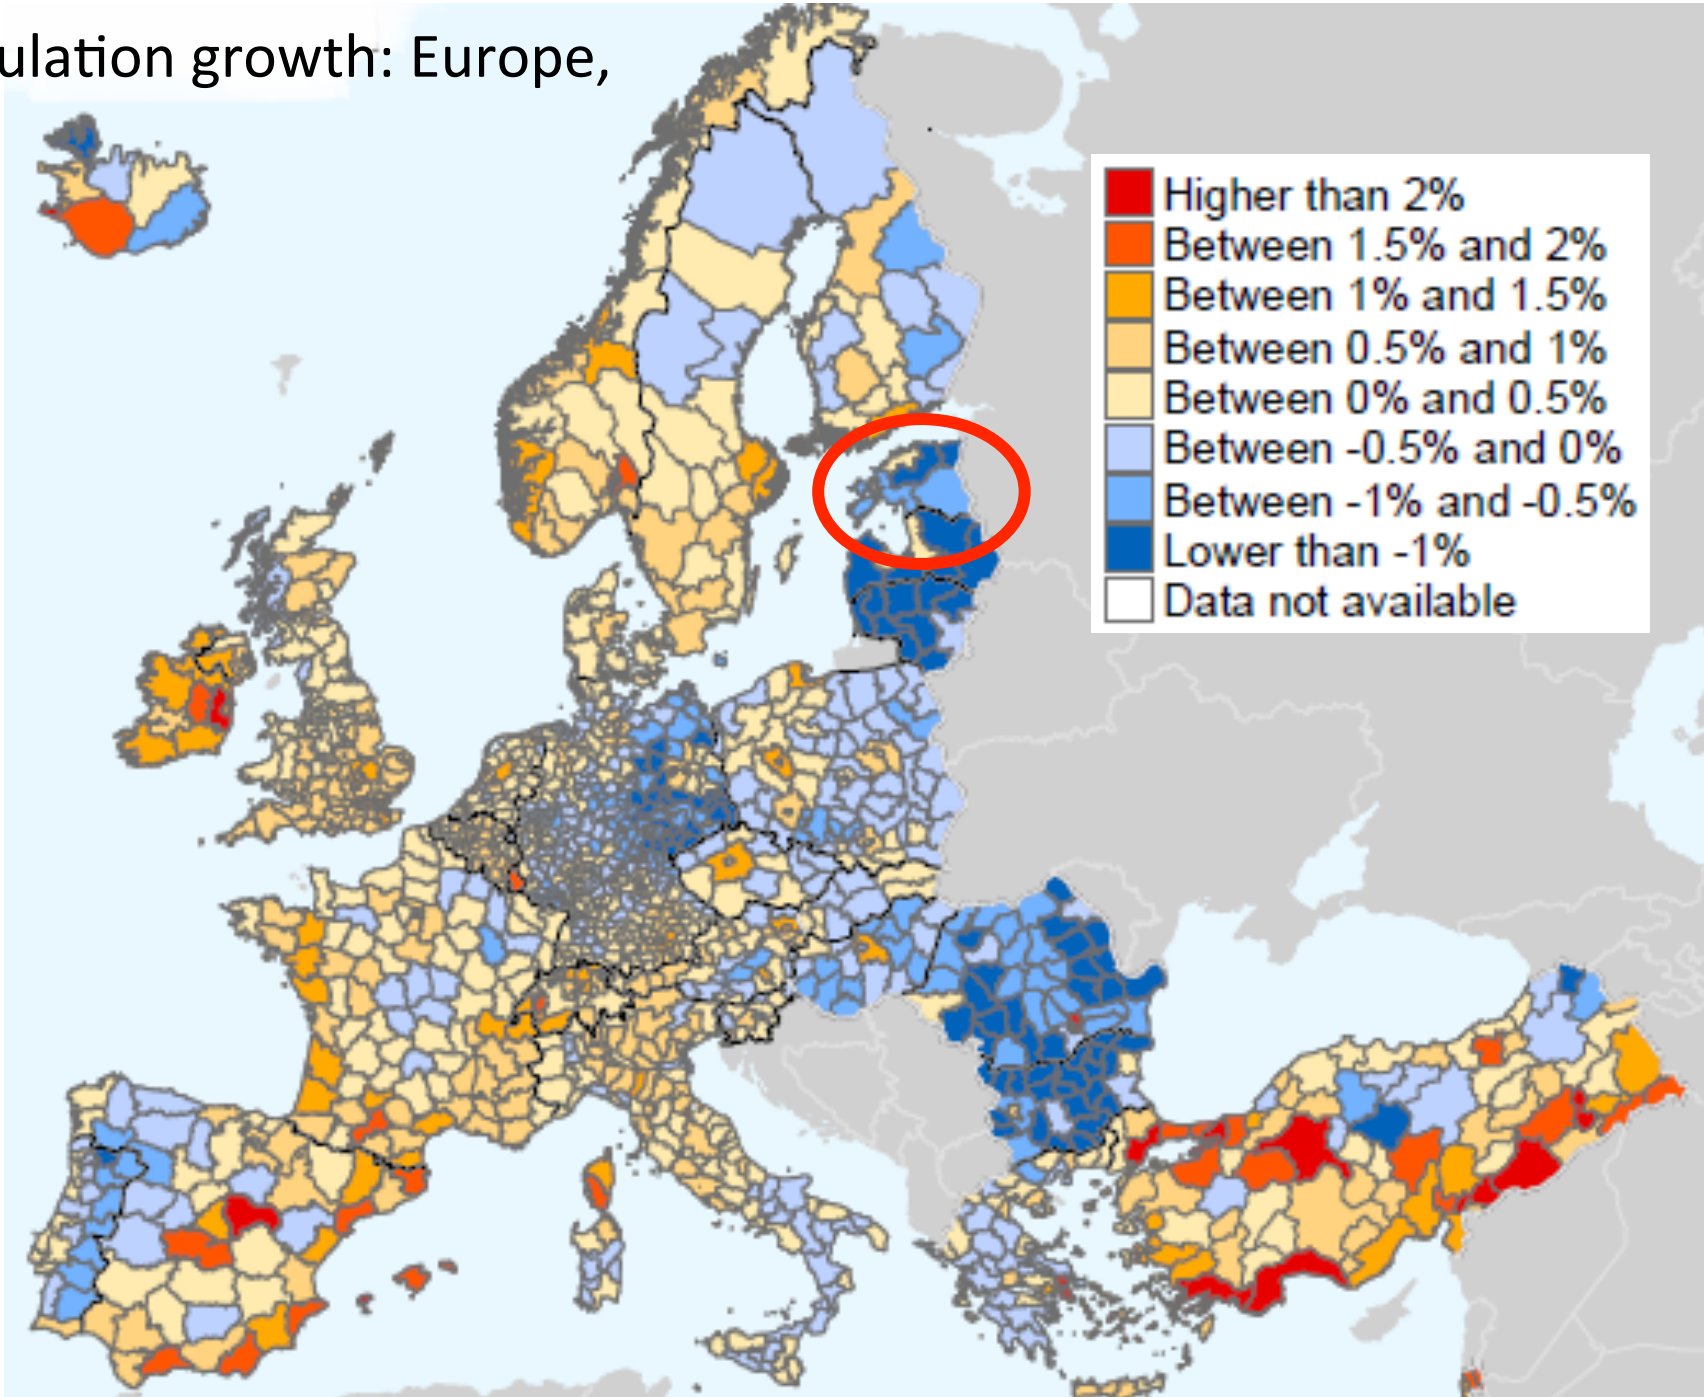 ulation growth: Europe,
Higher than 2%
Between 1.5% and 2%
Between 1% and 1.5%
Between 0.5% and 1%
Between 0% and 0.5%
Between -0.5% and 0%
Between -1% and -0.5%
Lower than -1%
Data not available